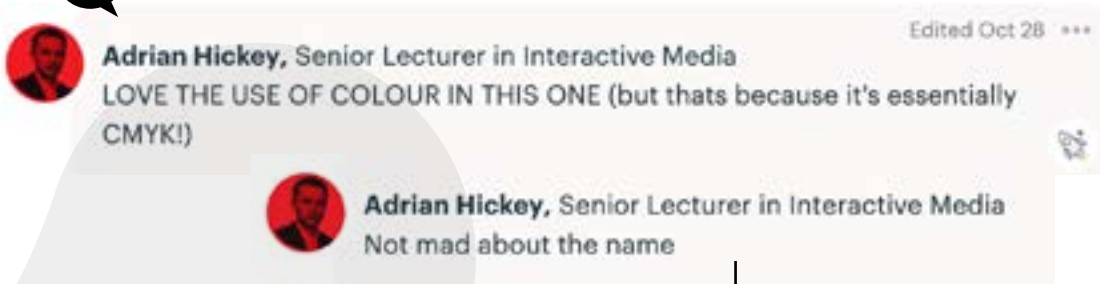 Edited Oct 28
Adrian Hickey, Senior Lecturer in Interactive Media
LOVE THE USE OF COLOUR IN THIS ONE (but thats because it's essentially
CMYK!)
Adrian Hickey, Senior Lecturer in Interactive Media
Not mad about the name